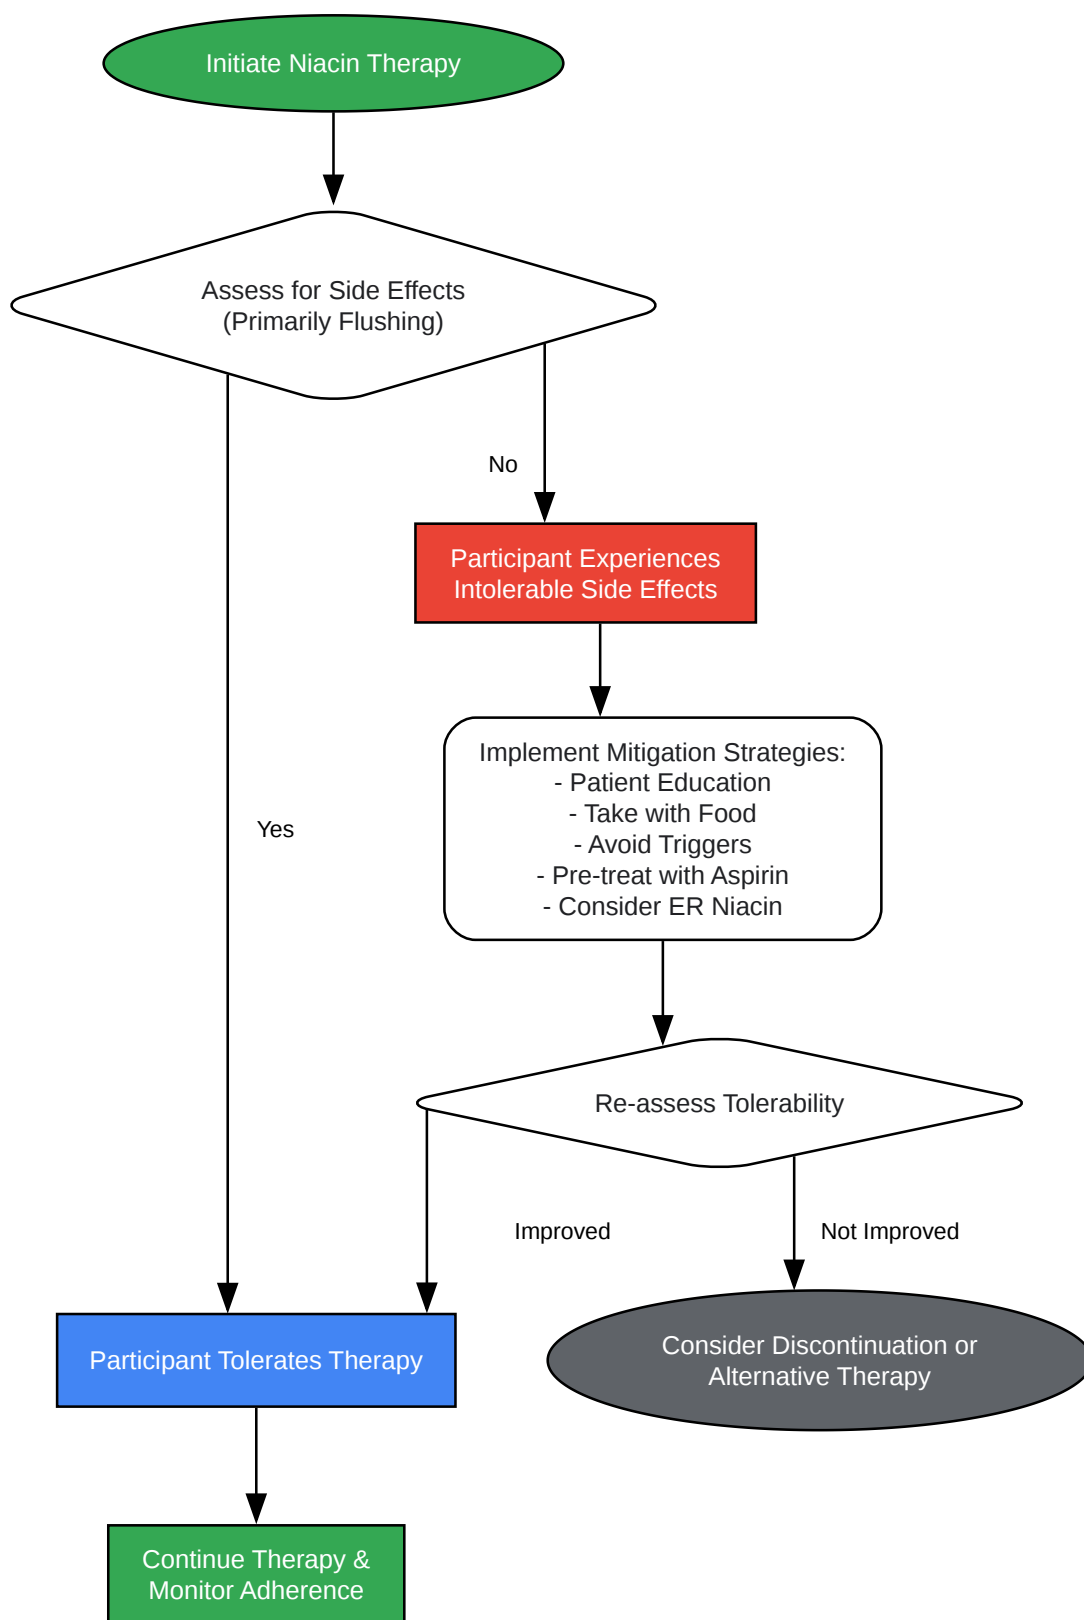 Initiate Niacin Therapy
Assess for Side Effects
(Primarily Flushing)
No
Participant Experiences
Intolerable Side Effects
Implement Mitigation Strategies:
- Patient Education
- Take with Food
- Avoid Triggers
- Pre-treat with Aspirin
- Consider ER Niacin
Yes
Re-assess Tolerability
Improved
Not Improved
Participant Tolerates Therapy
Consider Discontinuation or
Alternative Therapy
Continue Therapy &
Monitor Adherence